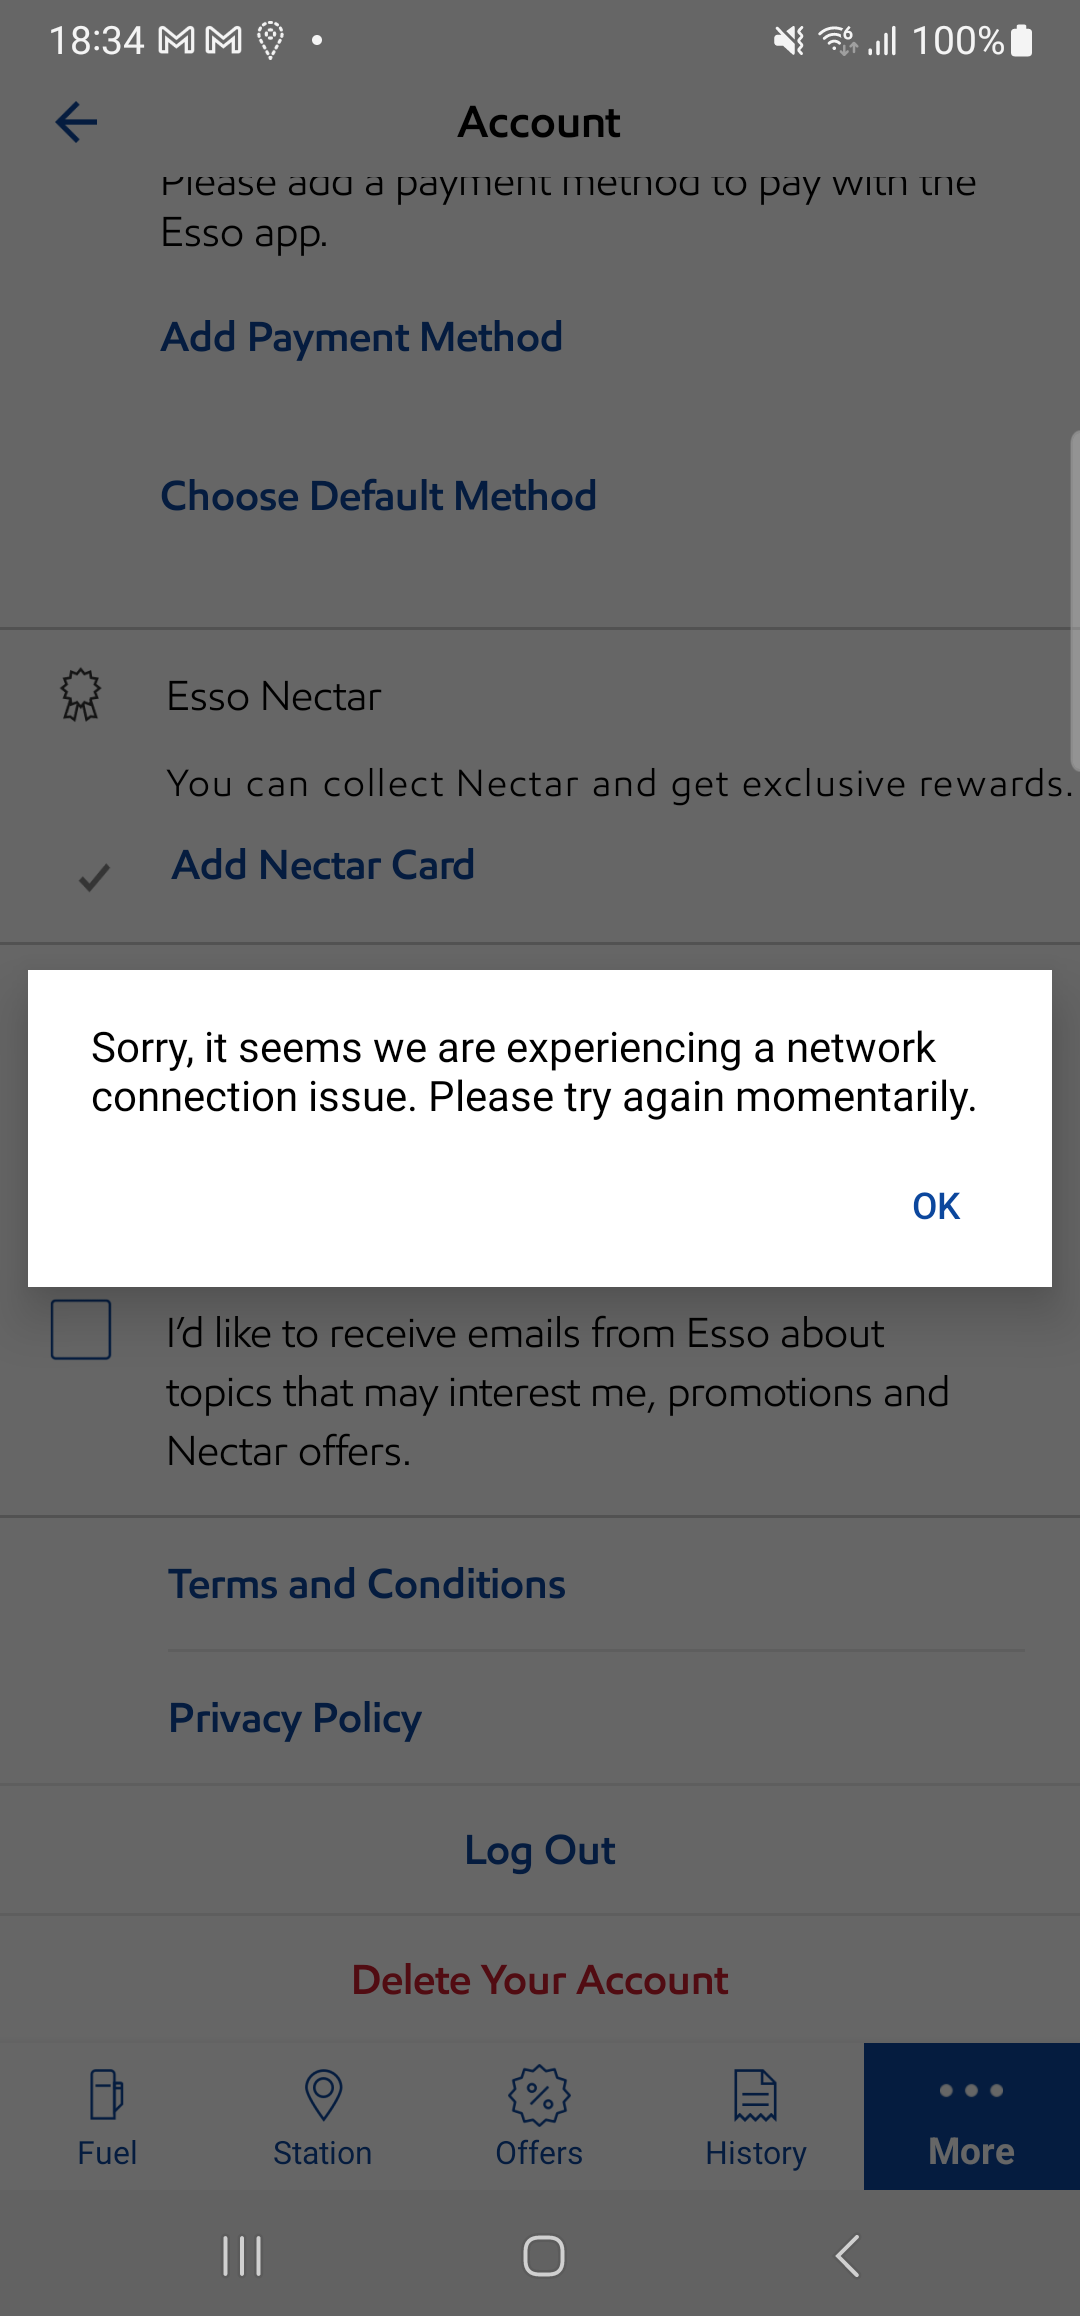 18:34
100%
Account
Please add a payment method to pay with the
Esso app.
Add Payment Method
Choose Default Method
Esso Nectar
You can collect Nectar and get exclusive rewards.
Add Nectar Card
Sorry, it seems we are experiencing a network
connection issue. Please try again momentarily.
OK
I'd like to receive emails from Esso about
topics that may interest me, promotions and
Nectar offers.
Terms and Conditions
Privacy Policy
Log Out
Delete Your Account
Fuel
Station
Offers
History
More